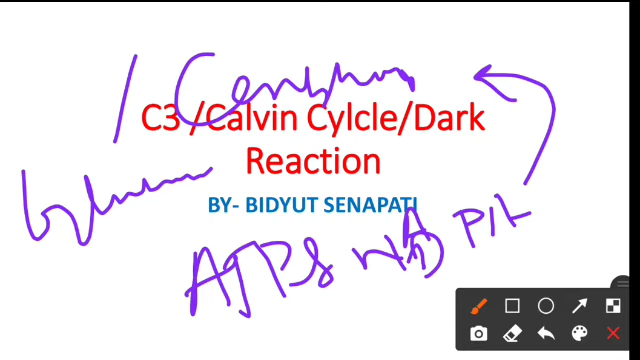 C3 /Calvin Cylcle/Dark
Reaction
BY- BIDYUT SENAPATI
ATP & NADPH